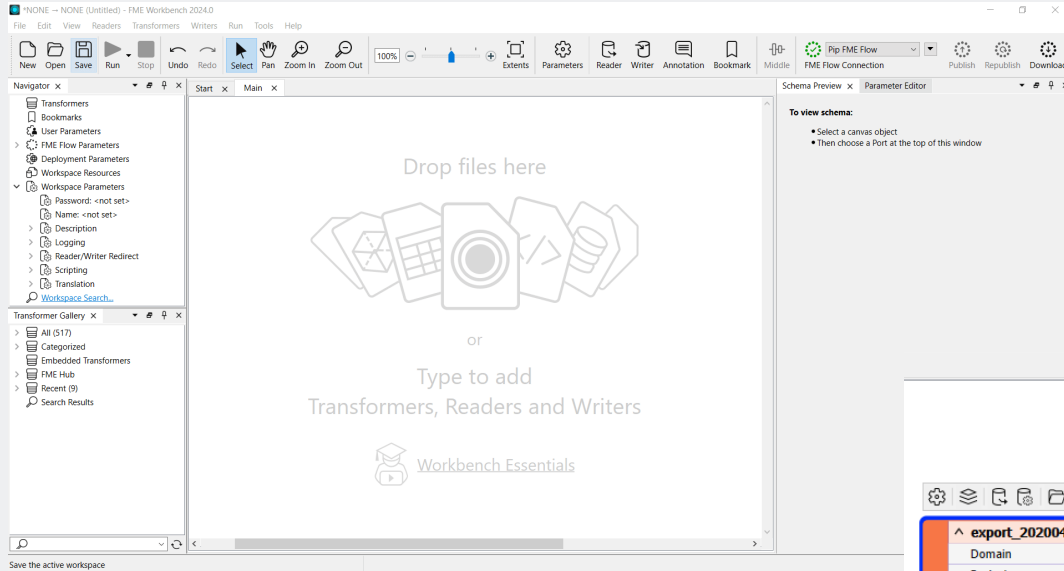 *NONE → NONE (Untitled) - FME Workbench 2024.0
File Edit View Readers Transformers Writers Run Tools Help
New Open Save Run Stop Undo Redo Select Pan Zoom In Zoom Out 100% Extents Parameters Reader Writer Annotation Bookmark Middle Pip FME Flow FME Flow Connection Publish Republish Download
Navigator
Start Main
Schema Preview Parameter Editor
Transformers
Bookmarks
User Parameters
FME Flow Parameters
Deployment Parameters
Workspace Resources
Workspace Parameters
Password: <not set>
Name: <not set>
Description
Logging
Reader/Writer Redirect
Scripting
Translation
Workspace Search...
Transformer Gallery
All (517)
Categorized
Embedded Transformers
FME Hub
Recent (9)
Search Results
Drop files here
or
Type to add
Transformers, Readers and Writers
Workbench Essentials
To view schema:
Select a canvas object
Then choose a Port at the top of this window
export_202004
Domain
Save the active workspace